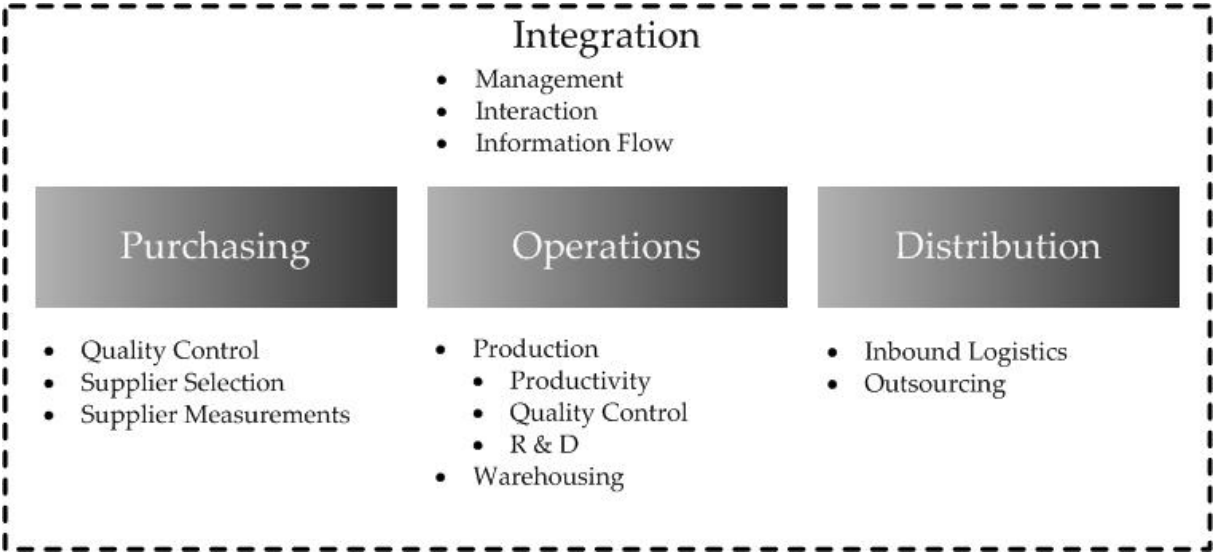 Integration
• Management
• Interaction
• Information Flow
Purchasing
• Quality Control
• Supplier Selection
• Supplier Measurements
Operations
• Production
• Productivity
• Quality Control
• R & D
• Warehousing
Distribution
• Inbound Logistics
• Outsourcing